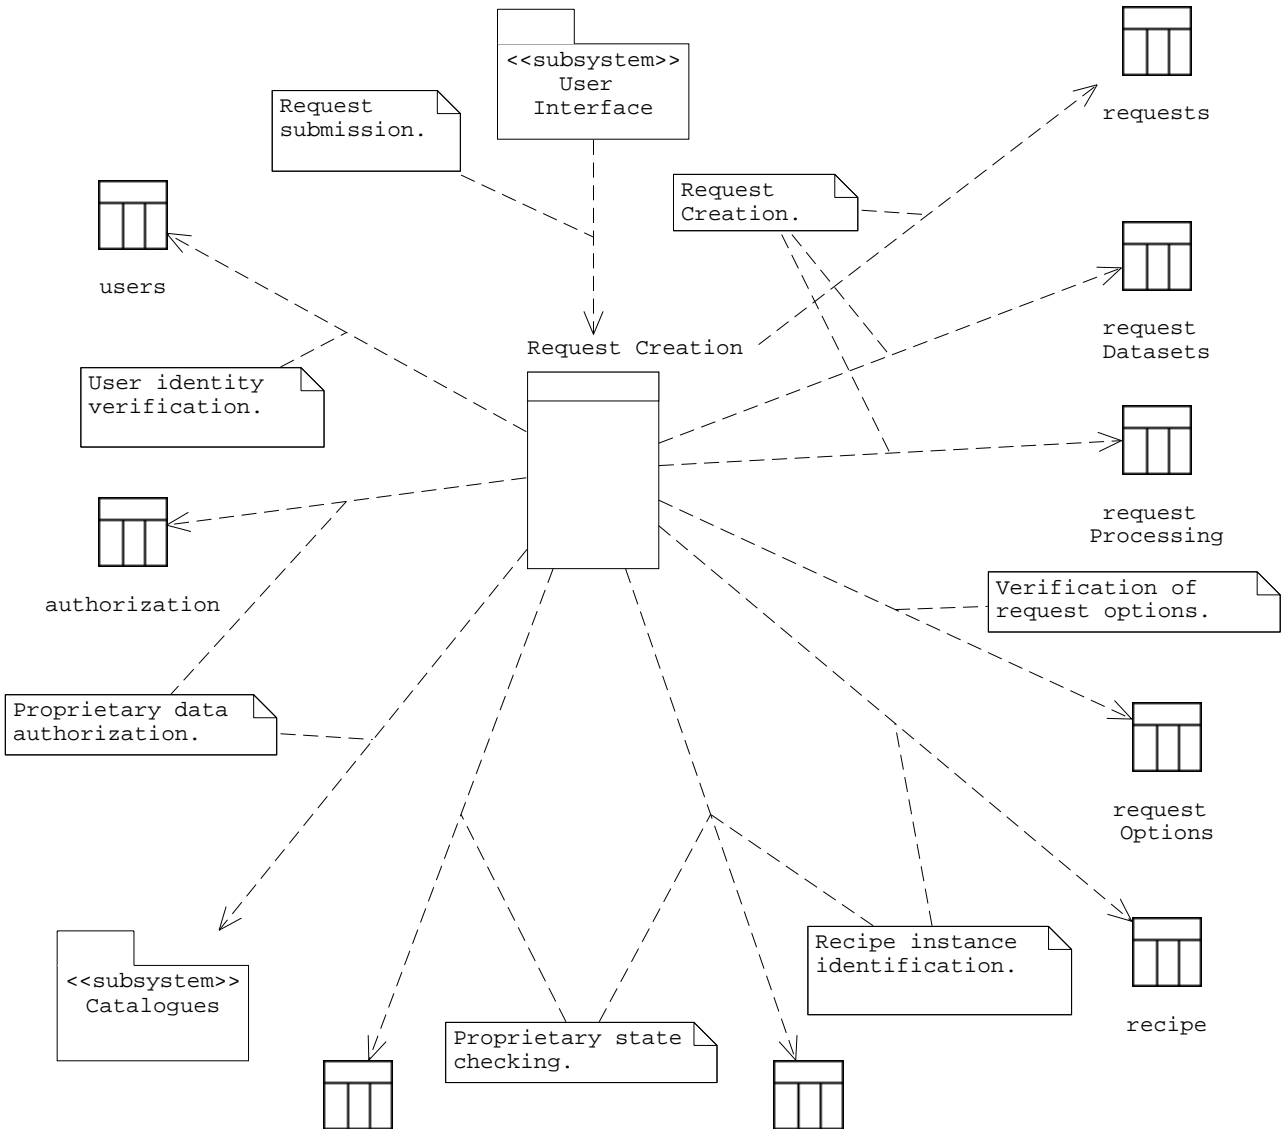 <<subsystem>>
User
Interface
Request
submission.
requests
Request
Creation.
users
request
Datasets
Request Creation
User identity
verification.
request
Processing
authorization
Verification of
request options.
Proprietary data
authorization.
request
Options
Recipe instance
identification.
<<subsystem>>
Catalogues
recipe
Proprietary state
checking.